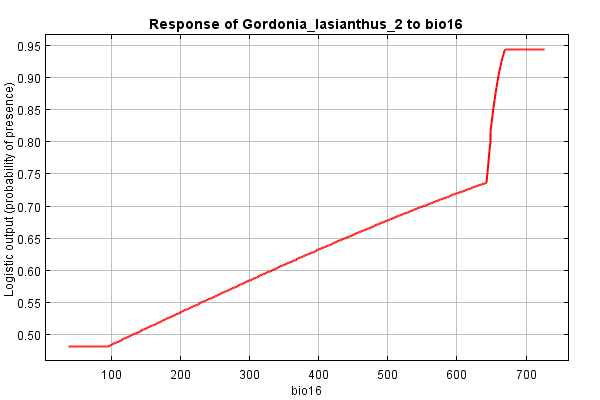 Response of Gordonia_lasianthus_2 to bio16
Logistic output (probability of presence)
0.95
0.90
0.85
0.80
0.75
0.70
0.65
0.60
0.55
0.50
100 200 300 400 500 600 700
bio16